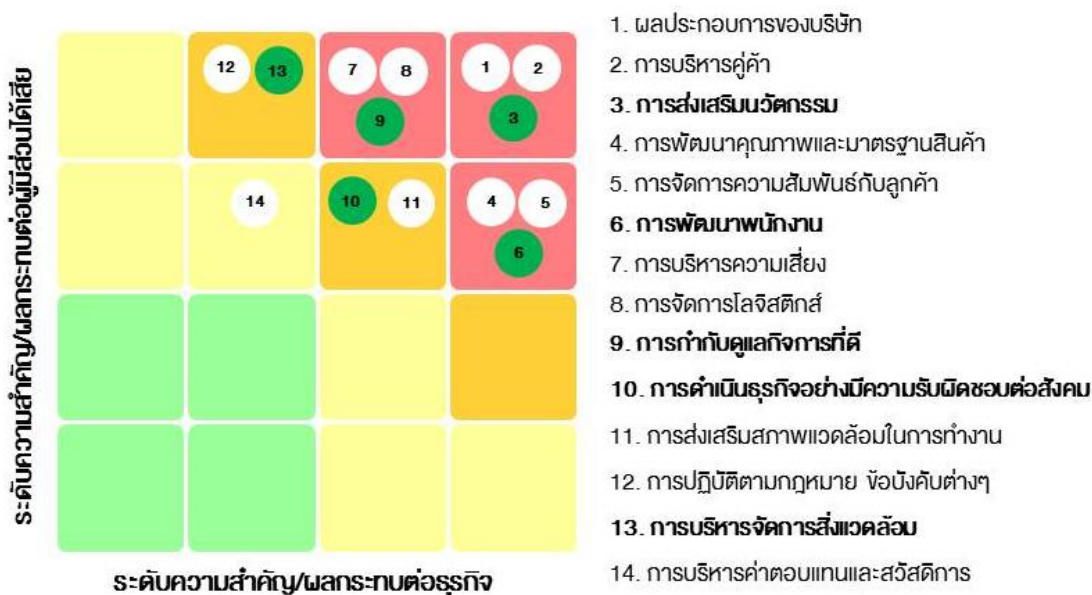 ระดับความสำคัญ/ผลกระทบต่อผู้มีส่วนได้เสีย
12 13 7 8 1 2
9 3
14 10 11 4 5
6
ระดับความสำคัญ/ผลกระทบต่อธุรกิจ
1. ผลประกอบการของบริษัท
2. การบริหารคู่ค้า
3. การส่งเสริมนวัตกรรม
4. การพัฒนาคุณภาพและมาตรฐานสินค้า
5. การจัดการความสัมพันธ์กับลูกค้า
6. การพัฒนาพนักงาน
7. การบริหารความเสี่ยง
8. การจัดการโลจิสติกส์
9. การกำกับดูแลกิจการที่ดี
10. การดำเนินธุรกิจอย่างมีความรับผิดชอบต่อสังคม
11. การส่งเสริมสภาพแวดล้อมในการทำงาน
12. การปฏิบัติตามกฎหมาย ข้อบังคับต่างๆ
13. การบริหารจัดการสิ่งแวดล้อม
14. การบริหารค่าตอบแทนและสวัสดิการ